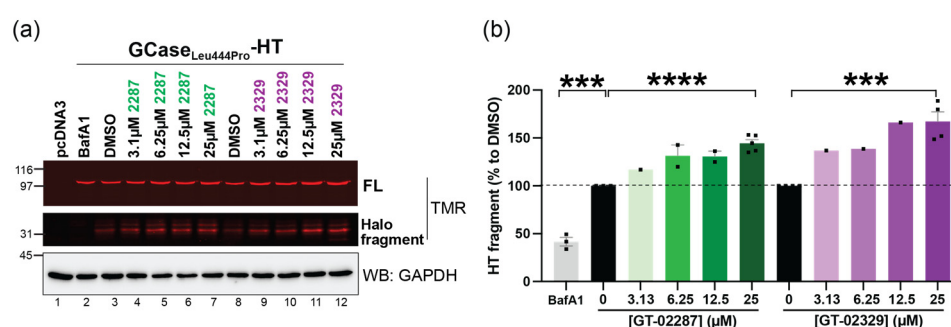 (a)
GCaseLeu444Pro-HT
pcDNA3
BafA1
DMSO
3.1µM 2287
6.25µM 2287
12.5µM 2287
25µM 2287
DMSO
3.1µM 2329
6.25µM 2329
12.5µM 2329
25µM 2329
116
97
FL
31
Halo
fragment
TMR
45
WB: GAPDH
1 2 3 4 5 6 7 8 9 10 11 12
(b)
*** **** ***
HT fragment (% to DMSO)
200
150
100
50
0
BafA1 0 3.13 6.25 12.5 25 0 3.13 6.25 12.5 25
[GT-02287] (µM) [GT-02329] (µM)